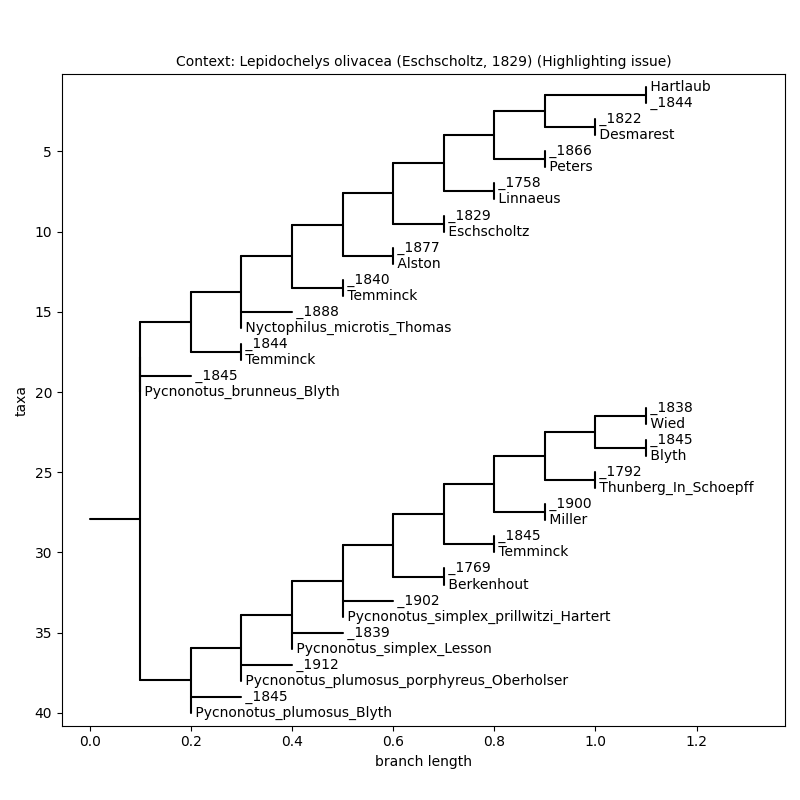 Context: Lepidochelys olivacea (Eschscholtz, 1829) (Highlighting issue)
Hartlaub
_1844
_1822
Desmarest
_1866
Peters
_1758
Linnaeus
_1829
Eschscholtz
_1877
Alston
_1840
Temminck
_1888
Nyctophilus_microtis_Thomas
_1844
Temminck
_1845
Pycnonotus_brunneus_Blyth
_1838
Wied
_1845
Blyth
_1792
Thunberg_In_Schoepff
_1900
Miller
_1845
Temminck
_1769
Berkenhout
_1902
Pycnonotus_simplex_prillwitzi_Hartert
_1839
Pycnonotus_simplex_Lesson
_1912
Pycnonotus_plumosus_porphyreus_Oberholser
_1845
Pycnonotus_plumosus_Blyth
5
10
15
20
25
30
35
40
taxa
0.0 0.2 0.4 0.6 0.8 1.0 1.2
branch length